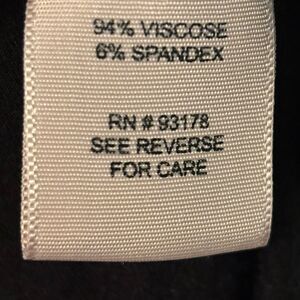 94% VISCOSE
6% SPANDEX
RN # 93178
SEE REVERSE
FOR CARE